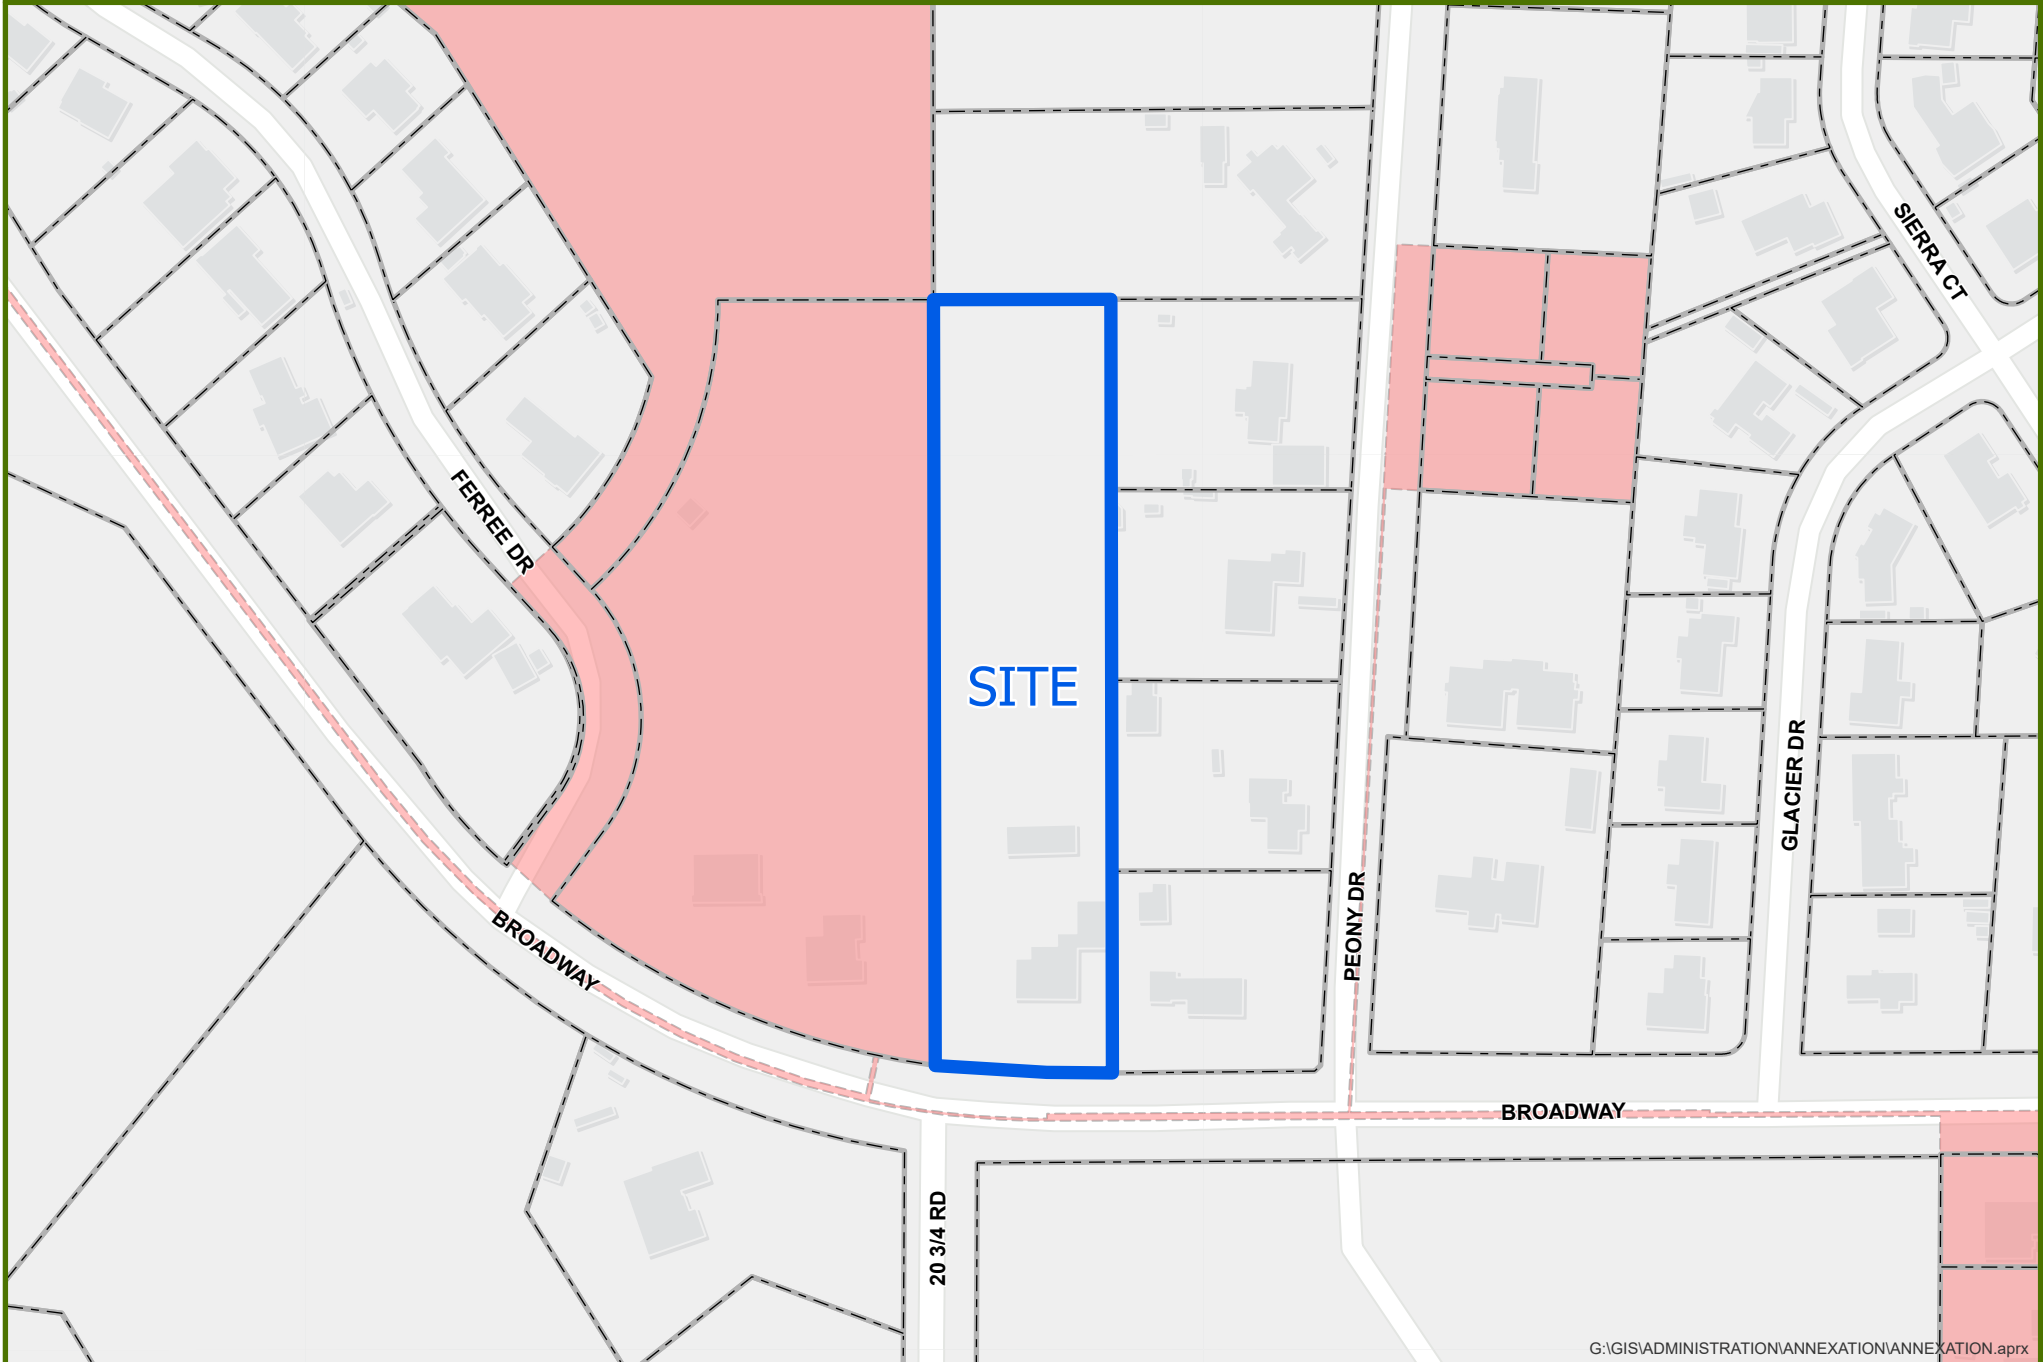 SIERRA CT
FERREE DR
SITE
GLACIER DR
PEONY DR
BROADWAY
BROADWAY
20 3/4 RD
G:\GIS\ADMINISTRATION\ANNEXATION\ANNEXATION.aprx